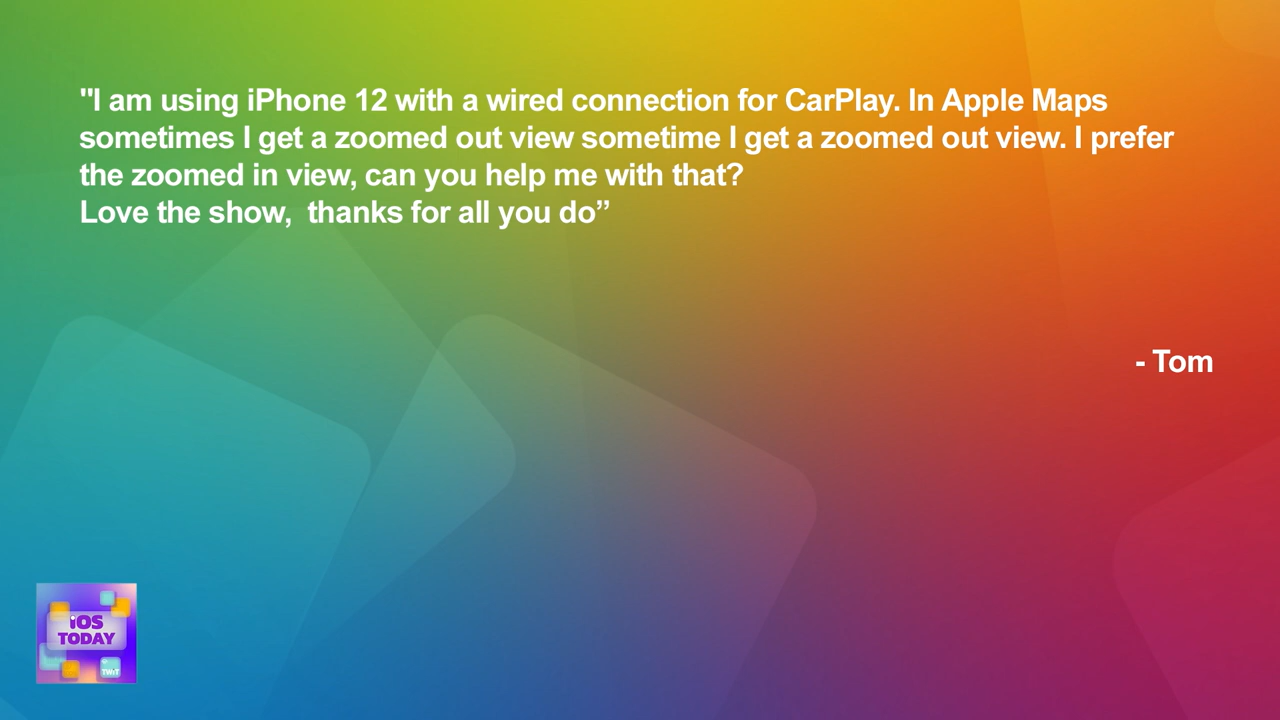 "I am using iPhone 12 with a wired connection for CarPlay. In Apple Maps
sometimes I get a zoomed out view sometime I get a zoomed out view. I prefer
the zoomed in view, can you help me with that?
Love the show,  thanks for all you do”
- Tom
iOS
TODAY
TWiT